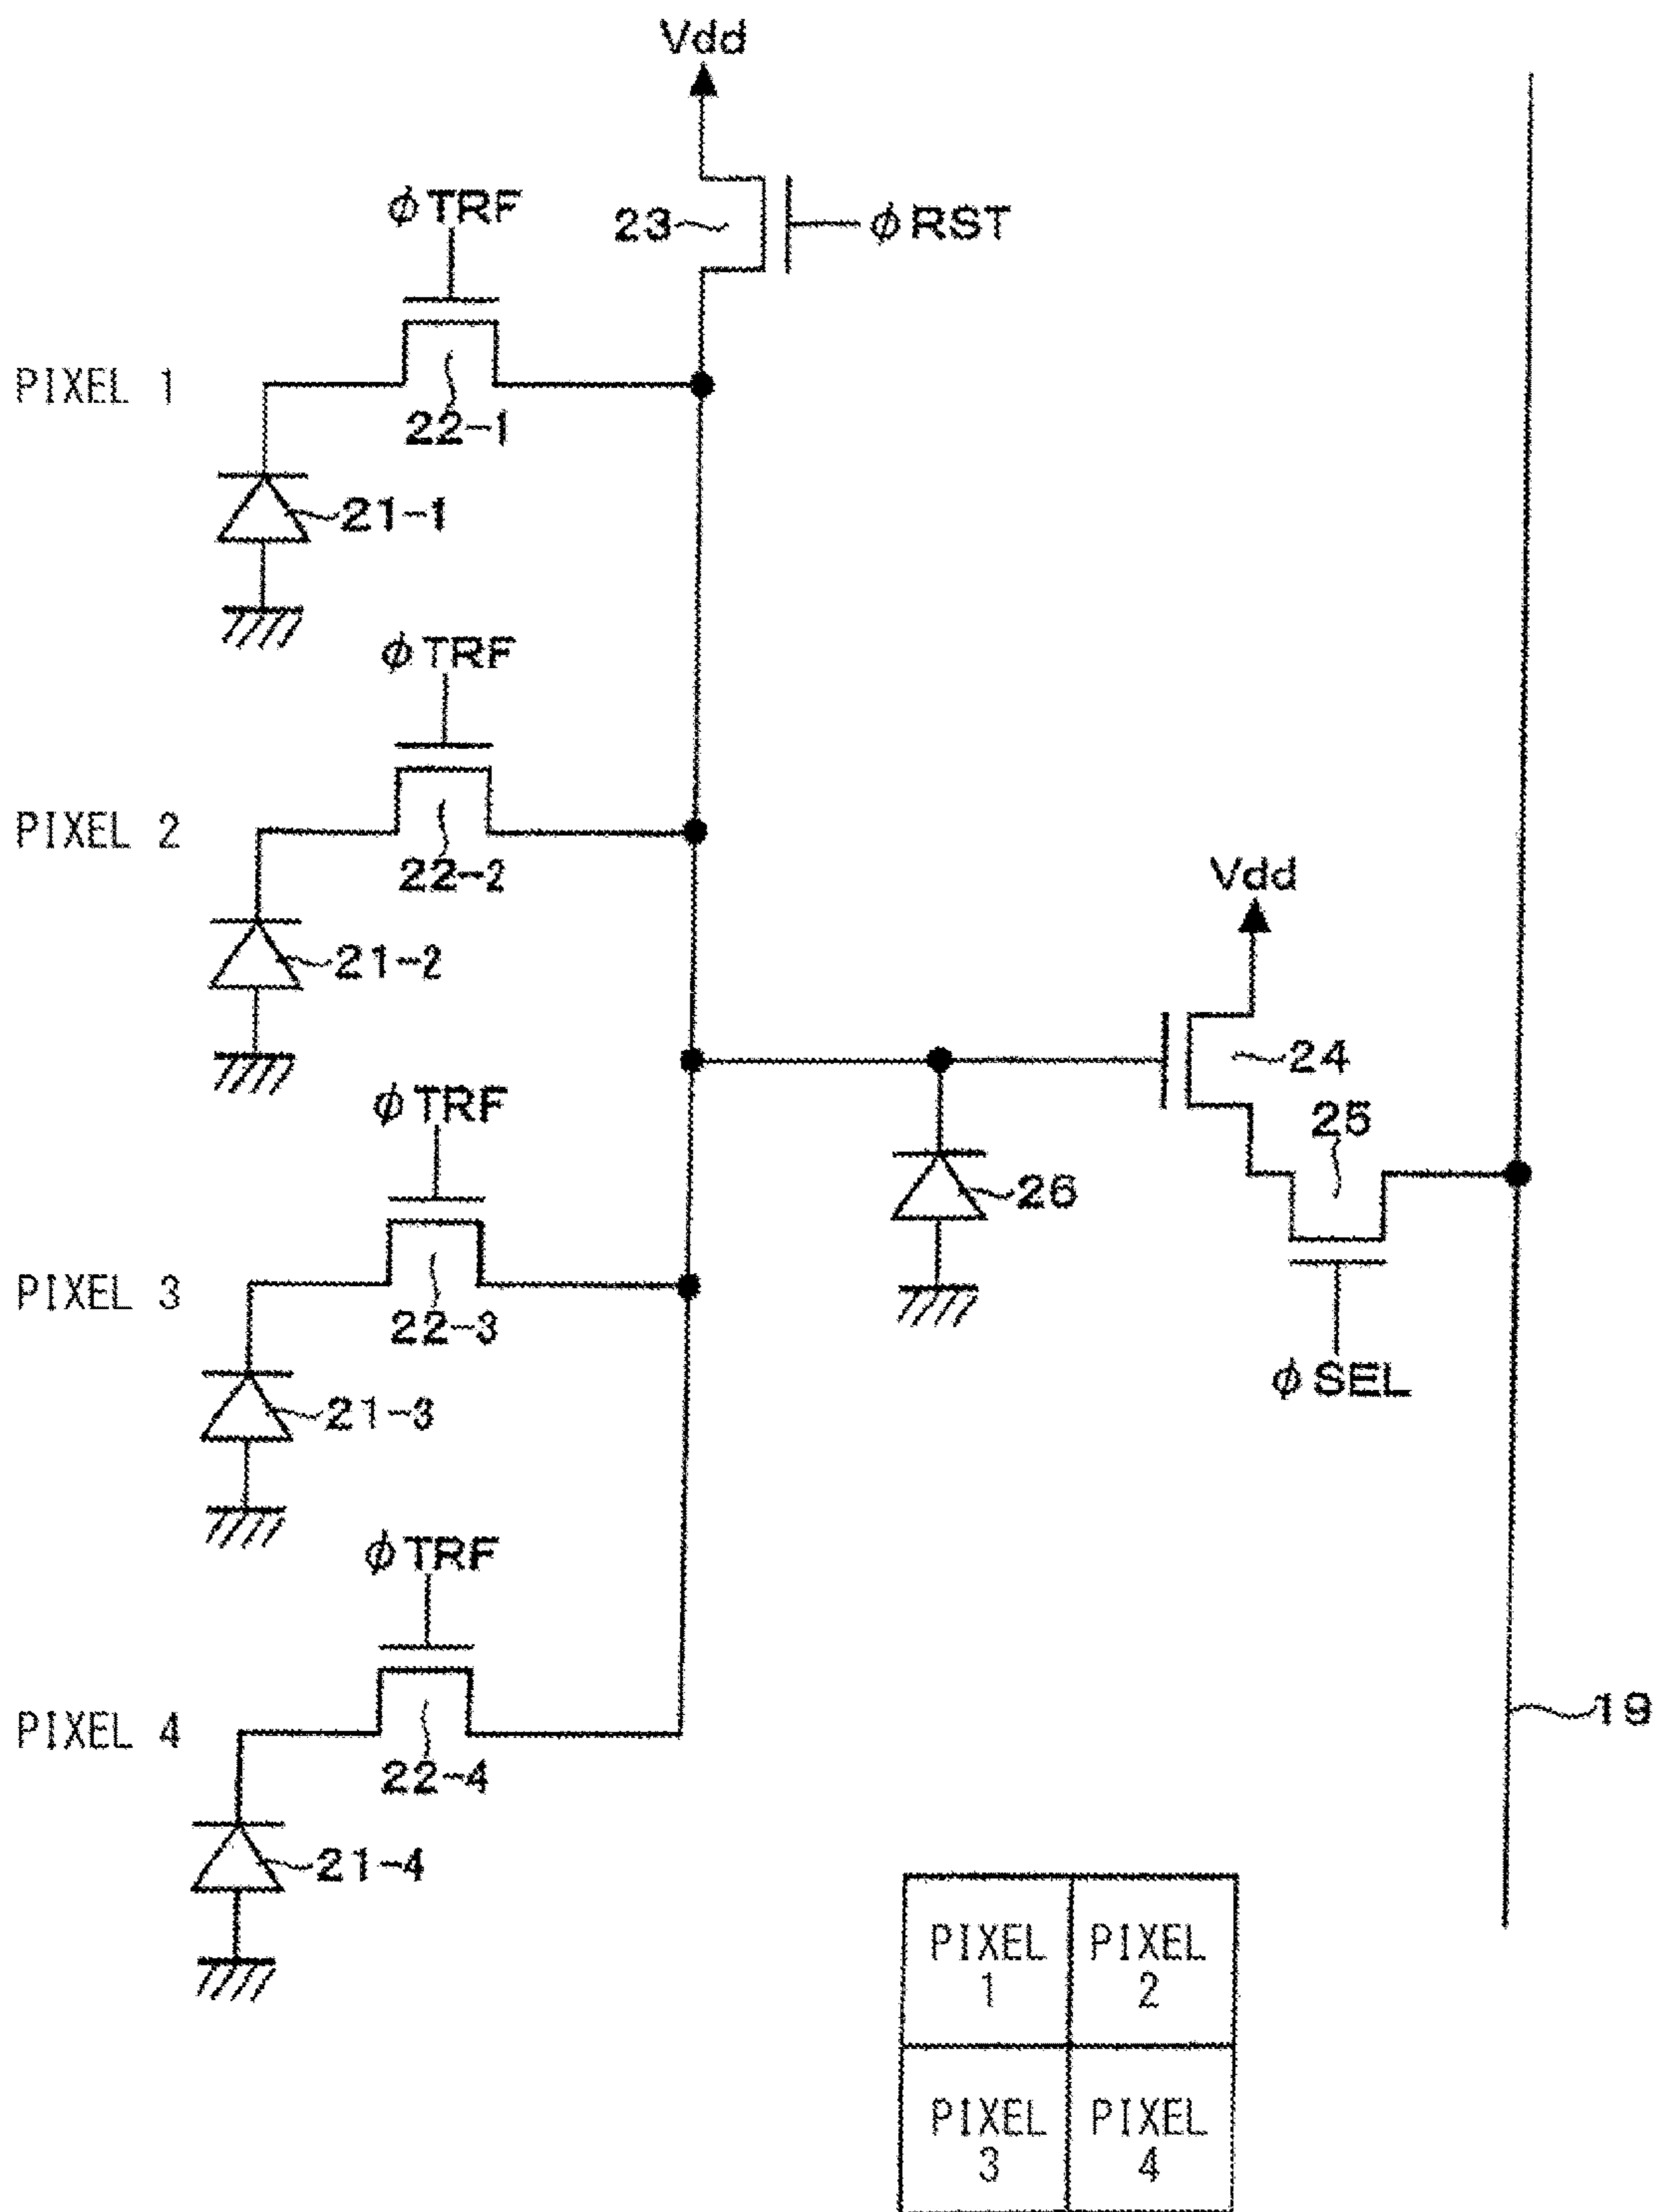 Vdd
φTRF
23
φRST
PIXEL 1
22-1
21-1
φTRF
PIXEL 2
22-2
Vdd
21-2
24
φTRF
25
26
PIXEL 3
22-3
φSEL
21-3
φTRF
PIXEL 4
19
22-4
21-4
PIXEL PIXEL
1 2
PIXEL PIXEL
3 4